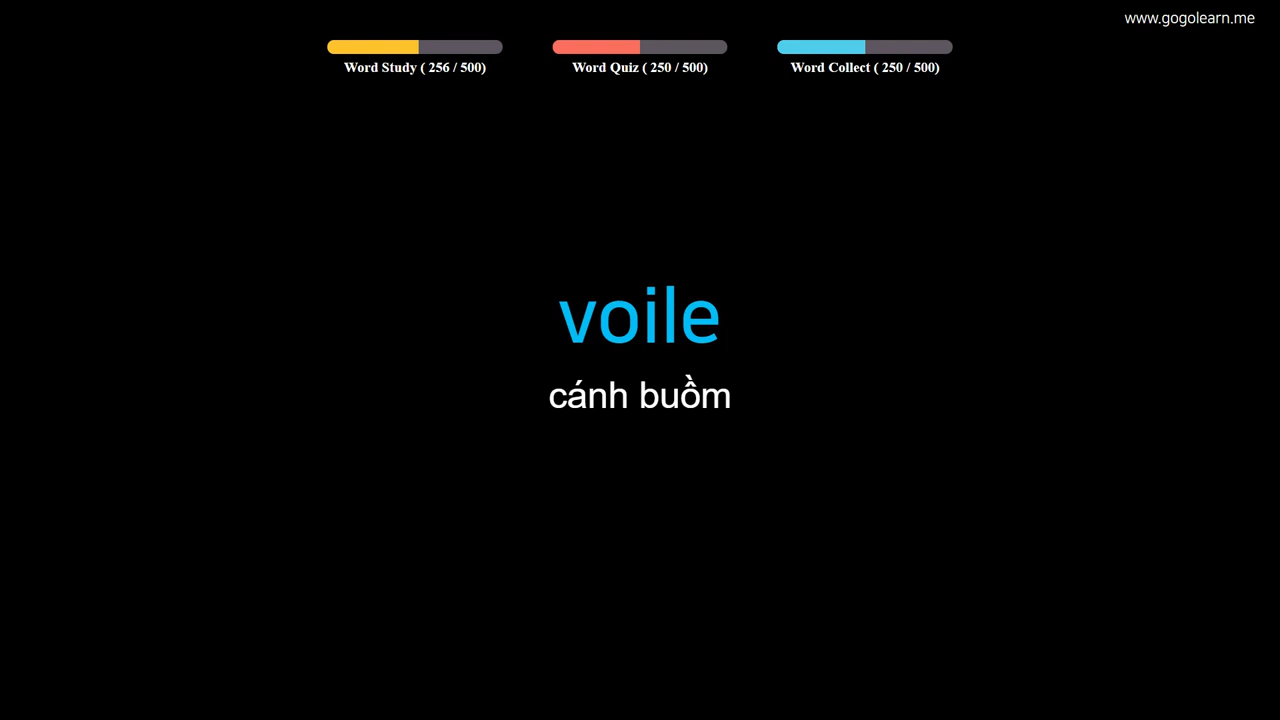 www.gogolearn.me
Word Study ( 256 / 500)
Word Quiz ( 250 / 500)
Word Collect ( 250 / 500)
voile
cánh buồm